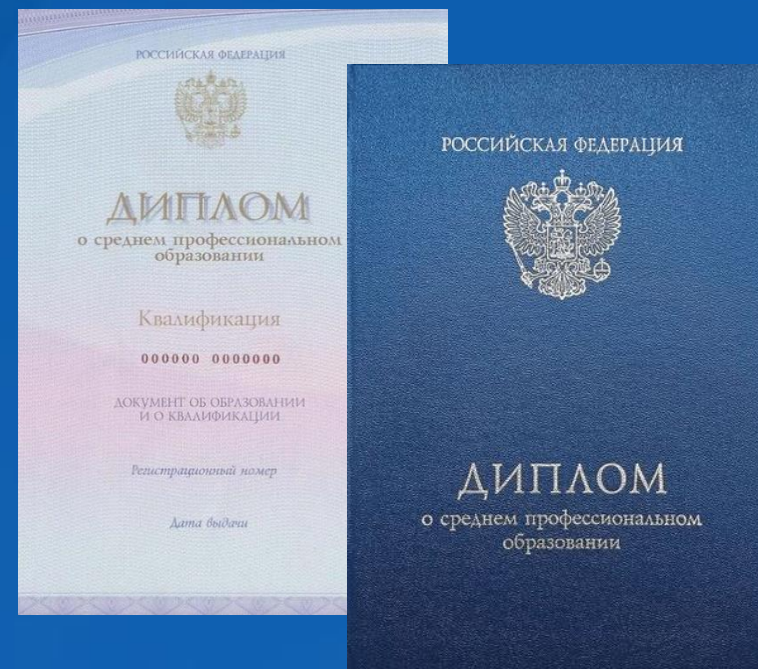 РОССИЙСКАЯ ФЕДЕРАЦИЯ
ДИПЛОМ
о среднем профессиональном
образовании
Квалификация
000000 0000000
ДОКУМЕНТ ОБ ОБРАЗОВАНИИ
И О КВАЛИФИКАЦИИ
Регистрационный номер
Дата выдачи
РОССИЙСКАЯ ФЕДЕРАЦИЯ
ДИПЛОМ
о среднем профессиональном
образовании